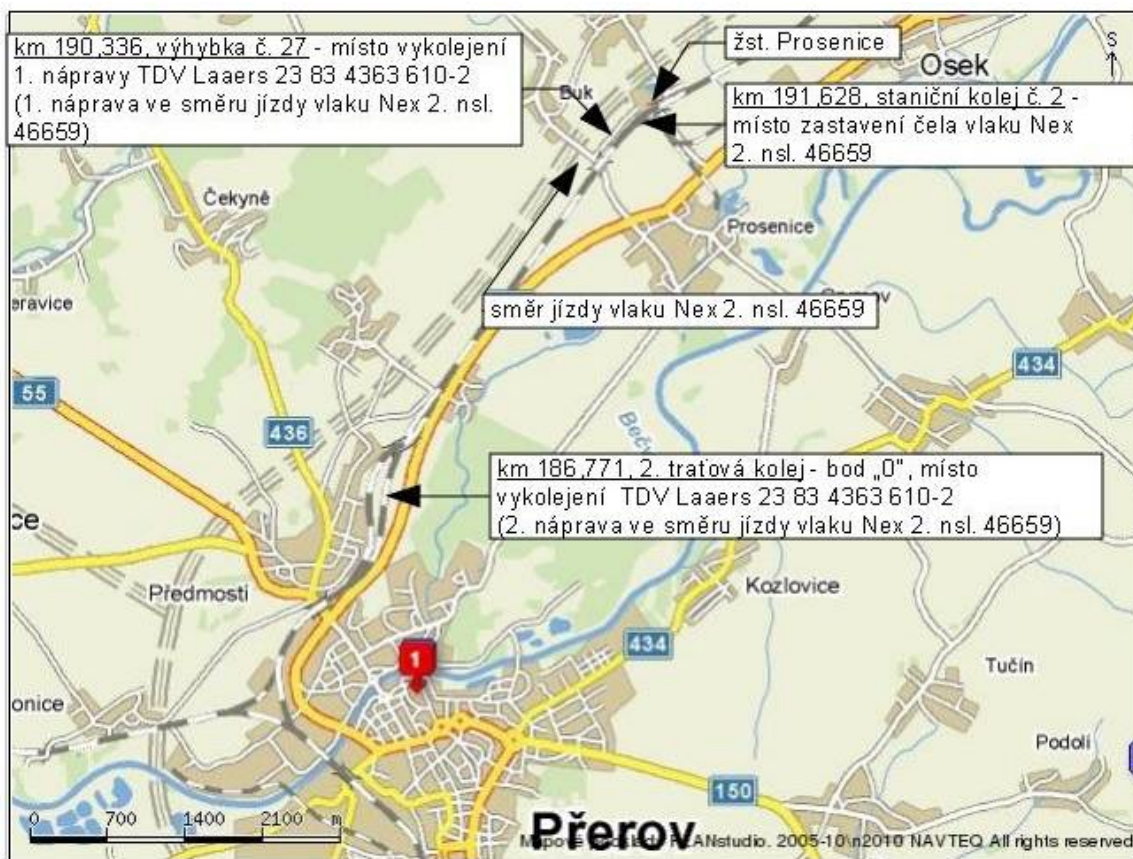 km 190,336, výhybka č. 27 - místo vykolejení
1. nápravy TDV Laaers 23 83 4363 610-2
(1. náprava ve směru jízdy vlaku Nex 2. nsl.
46659)
žst. Prosenice
S
Osek
Buk
km 191,628, staniční kolej č. 2 -
místo zastavení čela vlaku Nex
2. nsl. 46659
Čekyně
Prosenice
směr jízdy vlaku Nex 2. nsl. 46659
434
55
436
km 186,771, 2. traťová kolej - bod „0", místo
vykolejení TDV Laaers 23 83 4363 610-2
(2. náprava ve směru jízdy vlaku Nex 2. nsl. 46659)
Předmostí
Kozlovice
434
1
Tučín
onice
Podolí
150
0 700 1400 2100 m
Přerov
2005-10\n2010 NAVTEQ All rights reserved